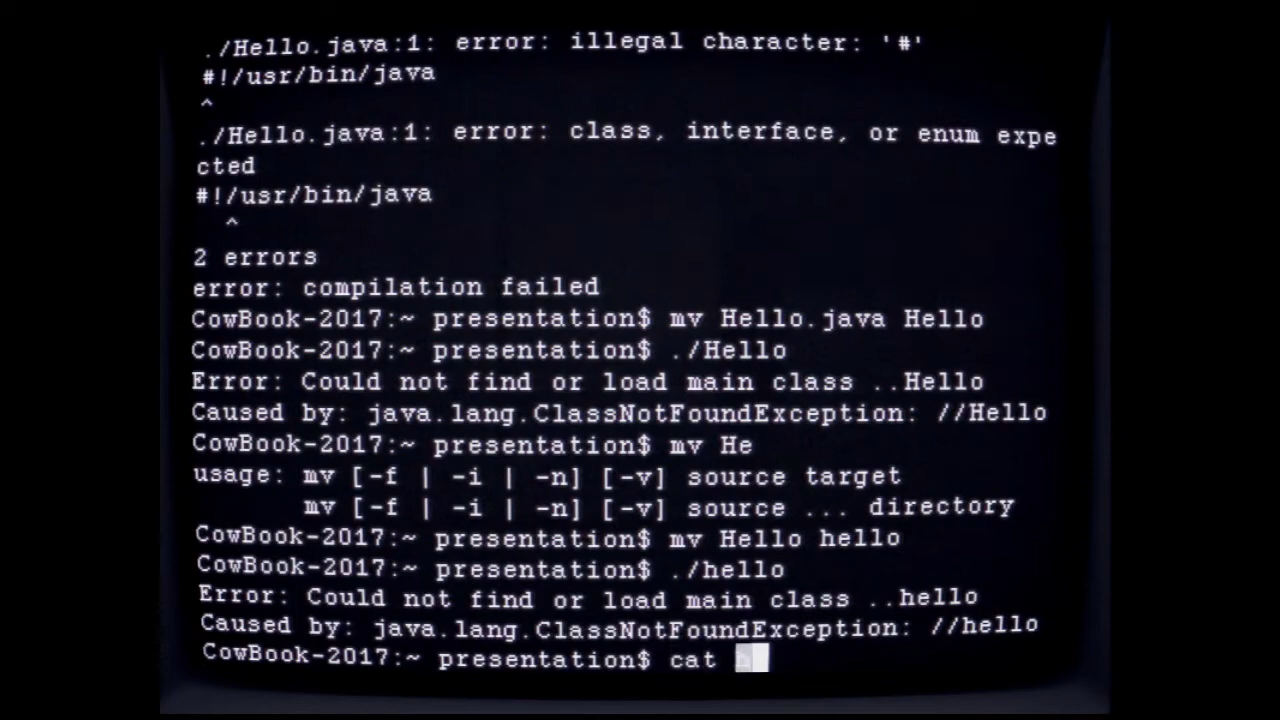 ./Hello.java:1: error: illegal character: '#'
#!/usr/bin/java
^
./Hello.java:1: error: class, interface, or enum expe
cted
#!/usr/bin/java
  ^
2 errors
error: compilation failed
CowBook-2017:~ presentation$ mv Hello.java Hello
CowBook-2017:~ presentation$ ./Hello
Error: Could not find or load main class ..Hello
Caused by: java.lang.ClassNotFoundException: //Hello
CowBook-2017:~ presentation$ mv He
usage: mv [-f | -i | -n] [-v] source target
       mv [-f | -i | -n] [-v] source ... directory
CowBook-2017:~ presentation$ mv Hello hello
CowBook-2017:~ presentation$ ./hello
Error: Could not find or load main class ..hello
Caused by: java.lang.ClassNotFoundException: //hello
CowBook-2017:~ presentation$ cat h